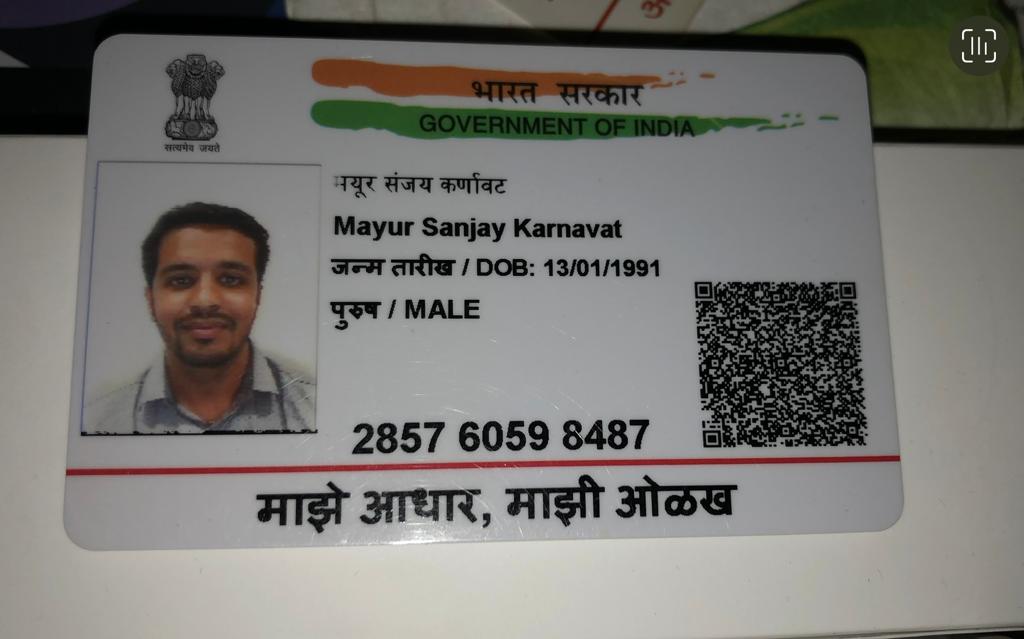 सत्यमेव जयते
भारत सरकार
GOVERNMENT OF INDIA
मयूर संजय कर्णावट
Mayur Sanjay Karnavat
जन्म तारीख / DOB: 13/01/1991
पुरुष / MALE
2857 6059 8487
माझे आधार, माझी ओळख